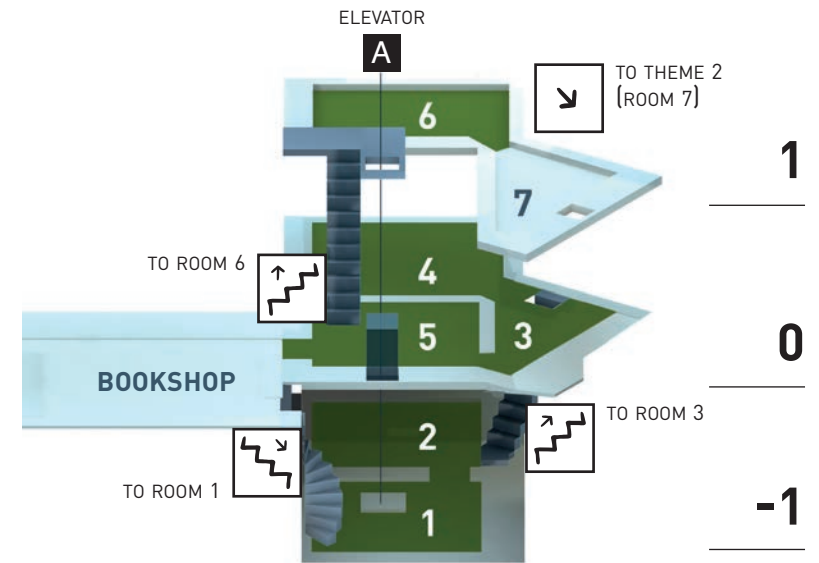 ELEVATOR
A
TO THEME 2
(ROOM 7)
6
1
7
TO ROOM 6
4
5
3
0
BOOKSHOP
2
TO ROOM 3
TO ROOM 1
1
-1